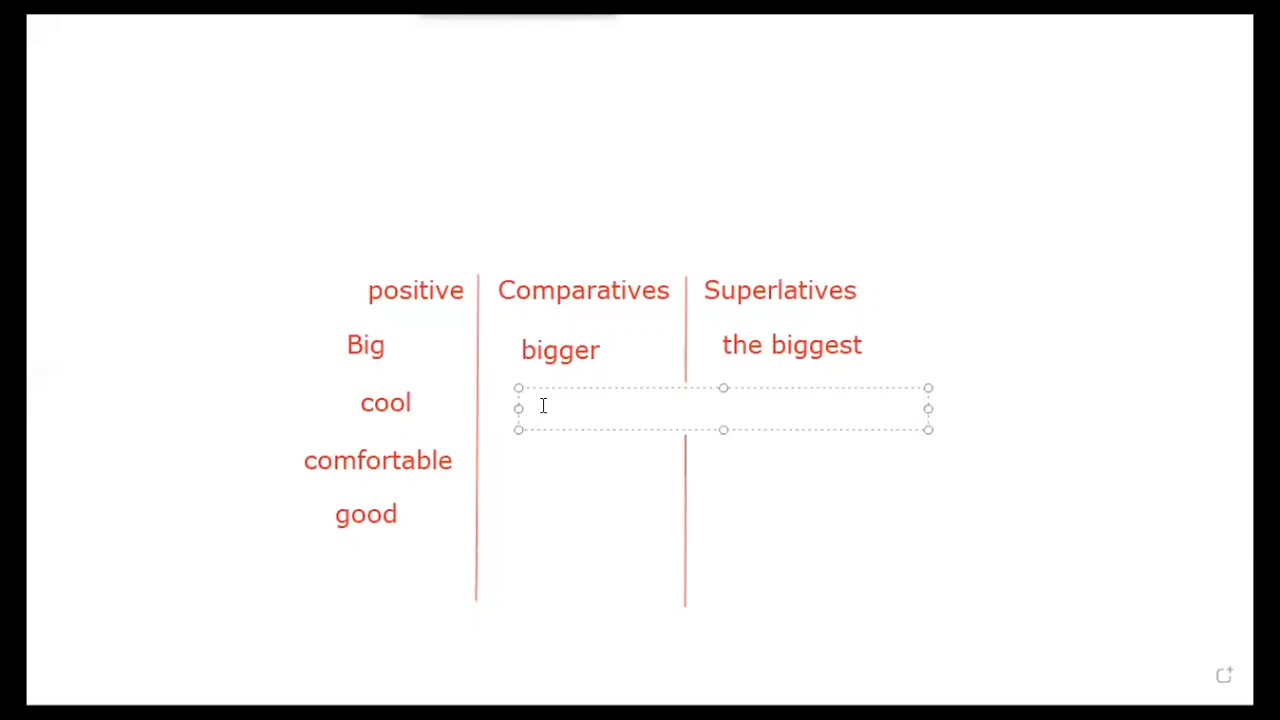 positive Comparatives Superlatives
Big bigger the biggest
cool
comfortable
good